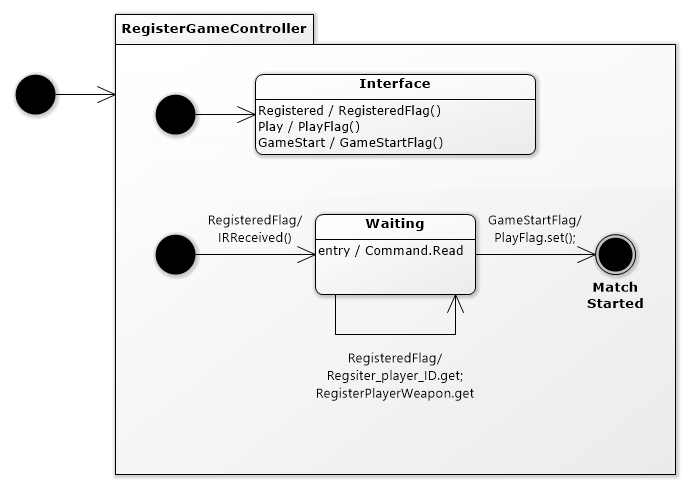 RegisterGameController
Interface
Registered / RegisteredFlag()
Play / PlayFlag()
GameStart / GameStartFlag()
RegisteredFlag/
IRReceived()
Waiting
entry / Command.Read
GameStartFlag/
PlayFlag.set();
Match
Started
RegisteredFlag/
Regsiter_player_ID.get;
RegisterPlayerWeapon.get